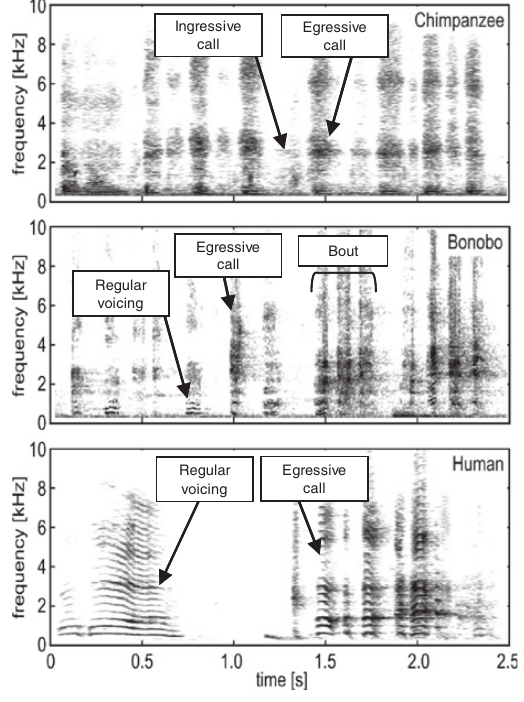 10
Chimpanzee
Ingressive
call
Egressive
call
8
6
4
2
0
frequency [kHz]
10
Bonobo
Egressive
call
Bout
Regular
voicing
8
6
4
2
0
frequency [kHz]
10
Human
Regular
voicing
Egressive
call
8
6
4
2
0
frequency [kHz]
0 0.5 1.0 1.5 2.0 2.5
time [s]